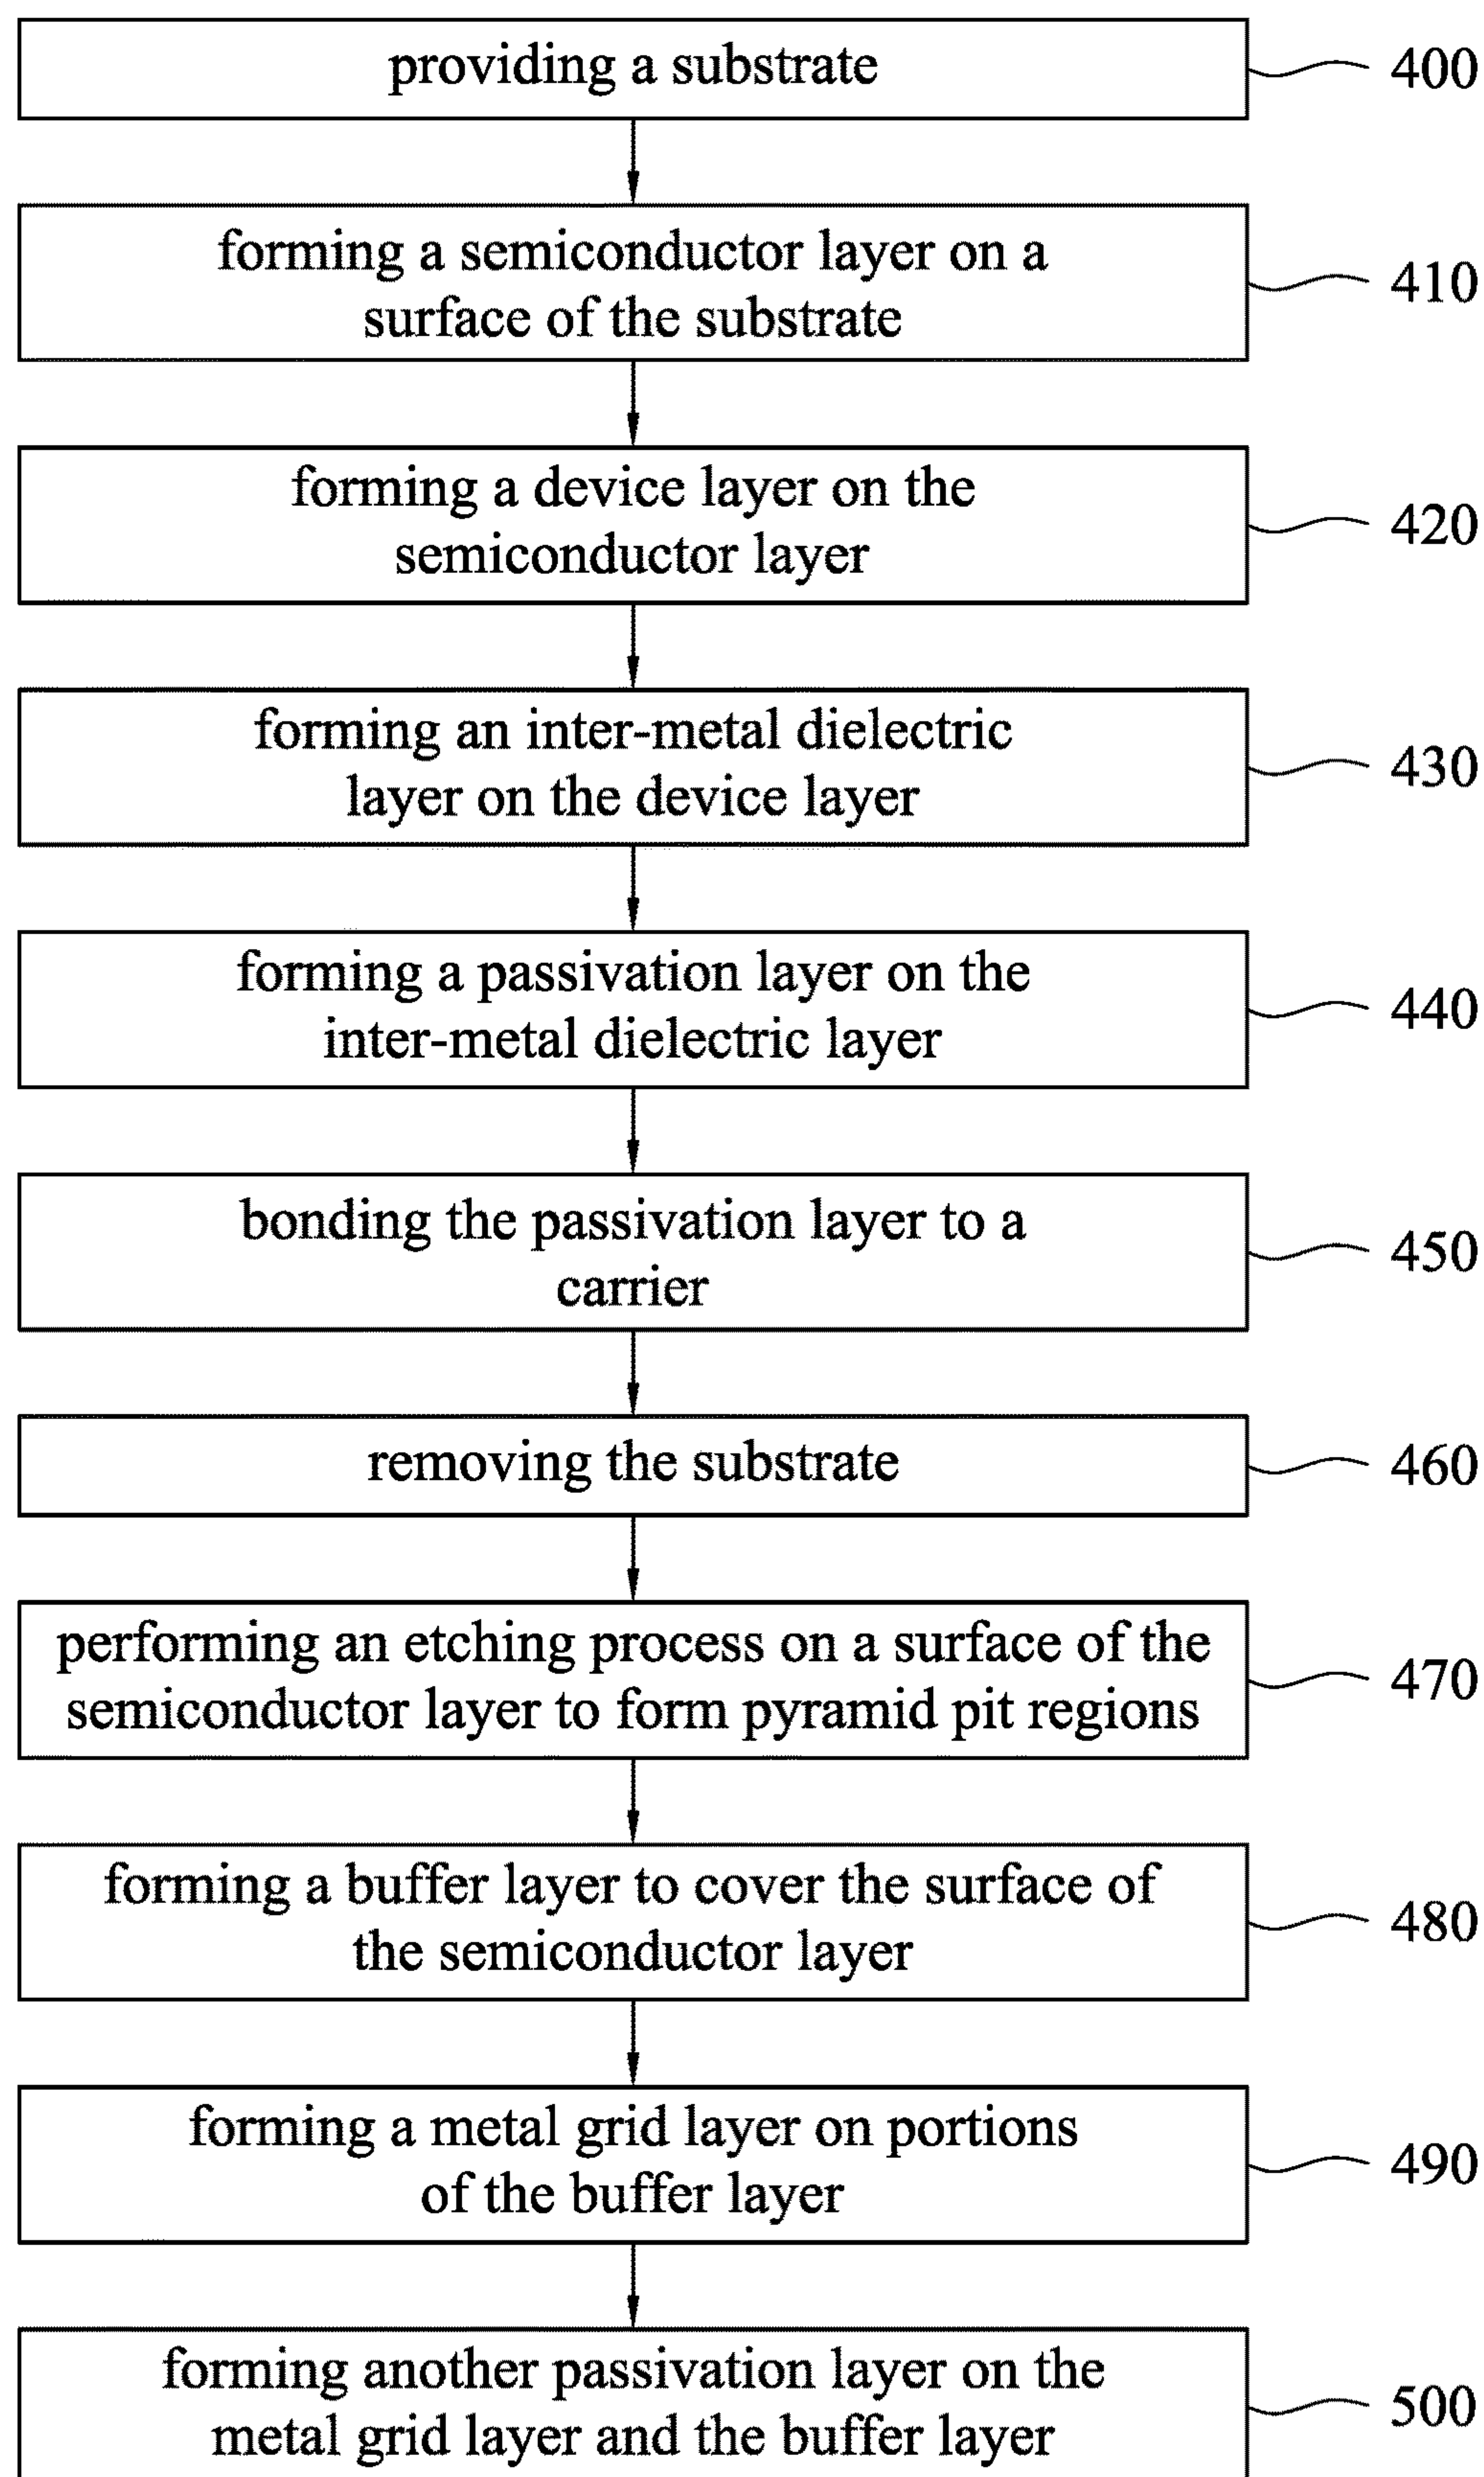 providing a substrate
400
forming a semiconductor layer on a
surface of the substrate
410
forming a device layer on the
semiconductor layer
420
forming an inter-metal dielectric
layer on the device layer
430
forming a passivation layer on the
inter-metal dielectric layer
440
bonding the passivation layer to a
carrier
450
removing the substrate
460
performing an etching process on a surface of the
semiconductor layer to form pyramid pit regions
470
forming a buffer layer to cover the surface of
the semiconductor layer
480
forming a metal grid layer on portions
of the buffer layer
490
forming another passivation layer on the
metal grid layer and the buffer layer
500